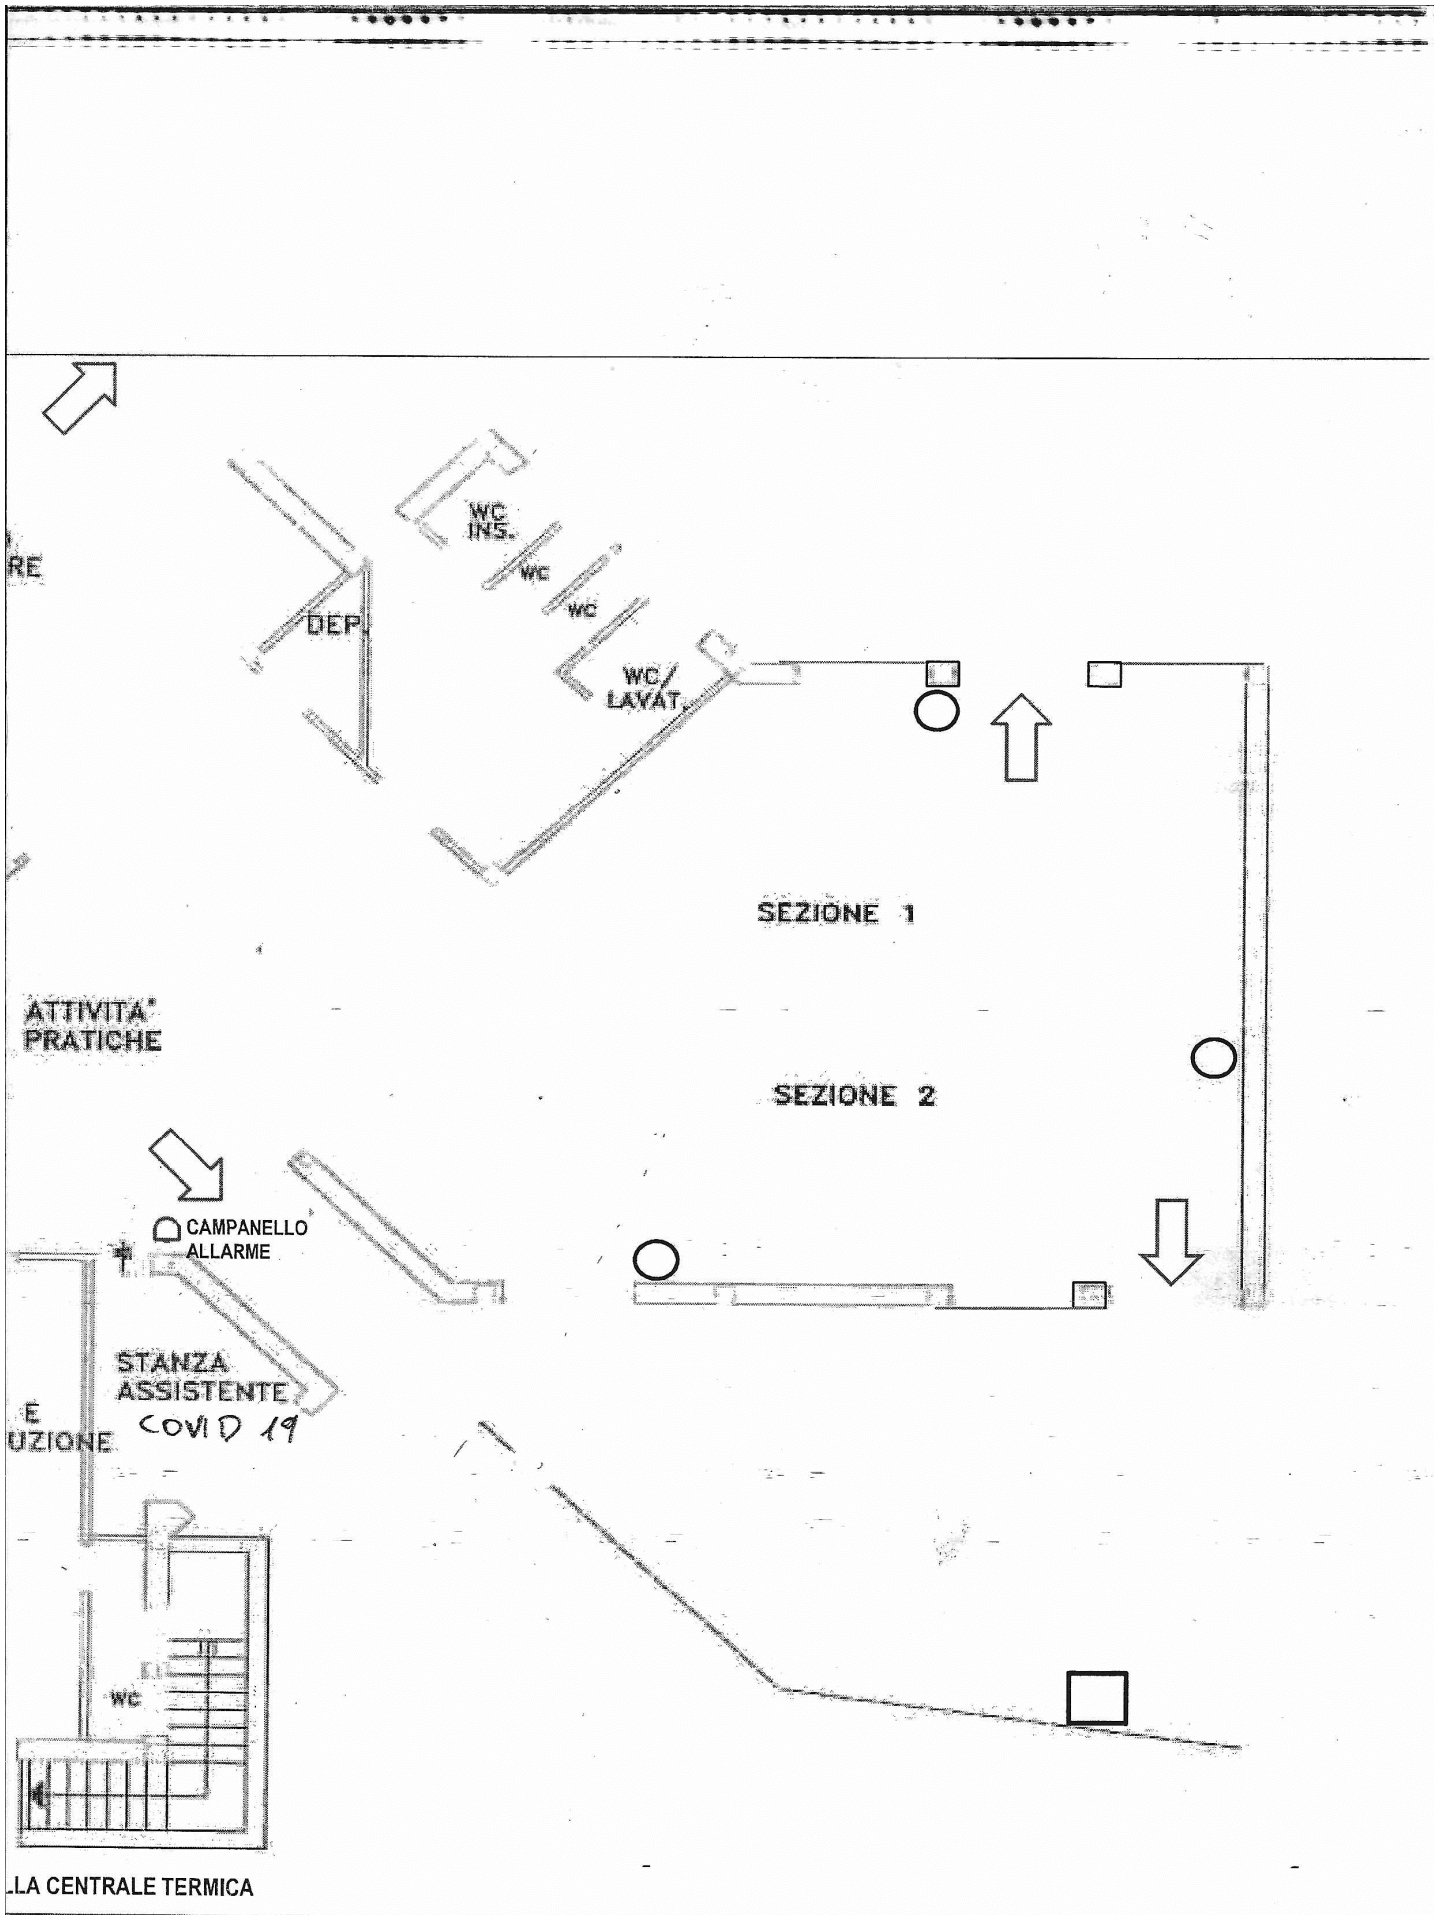 WC
INS.
RE
WC
WC
DEP.
WC/
LAVAT.
SEZIONE 1
ATTIVITA'
PRATICHE
SEZIONE 2
CAMPANELLO
ALLARME
STANZA
ASSISTENTE
COVID 19
E
UZIONE
WC
LLA CENTRALE TERMICA